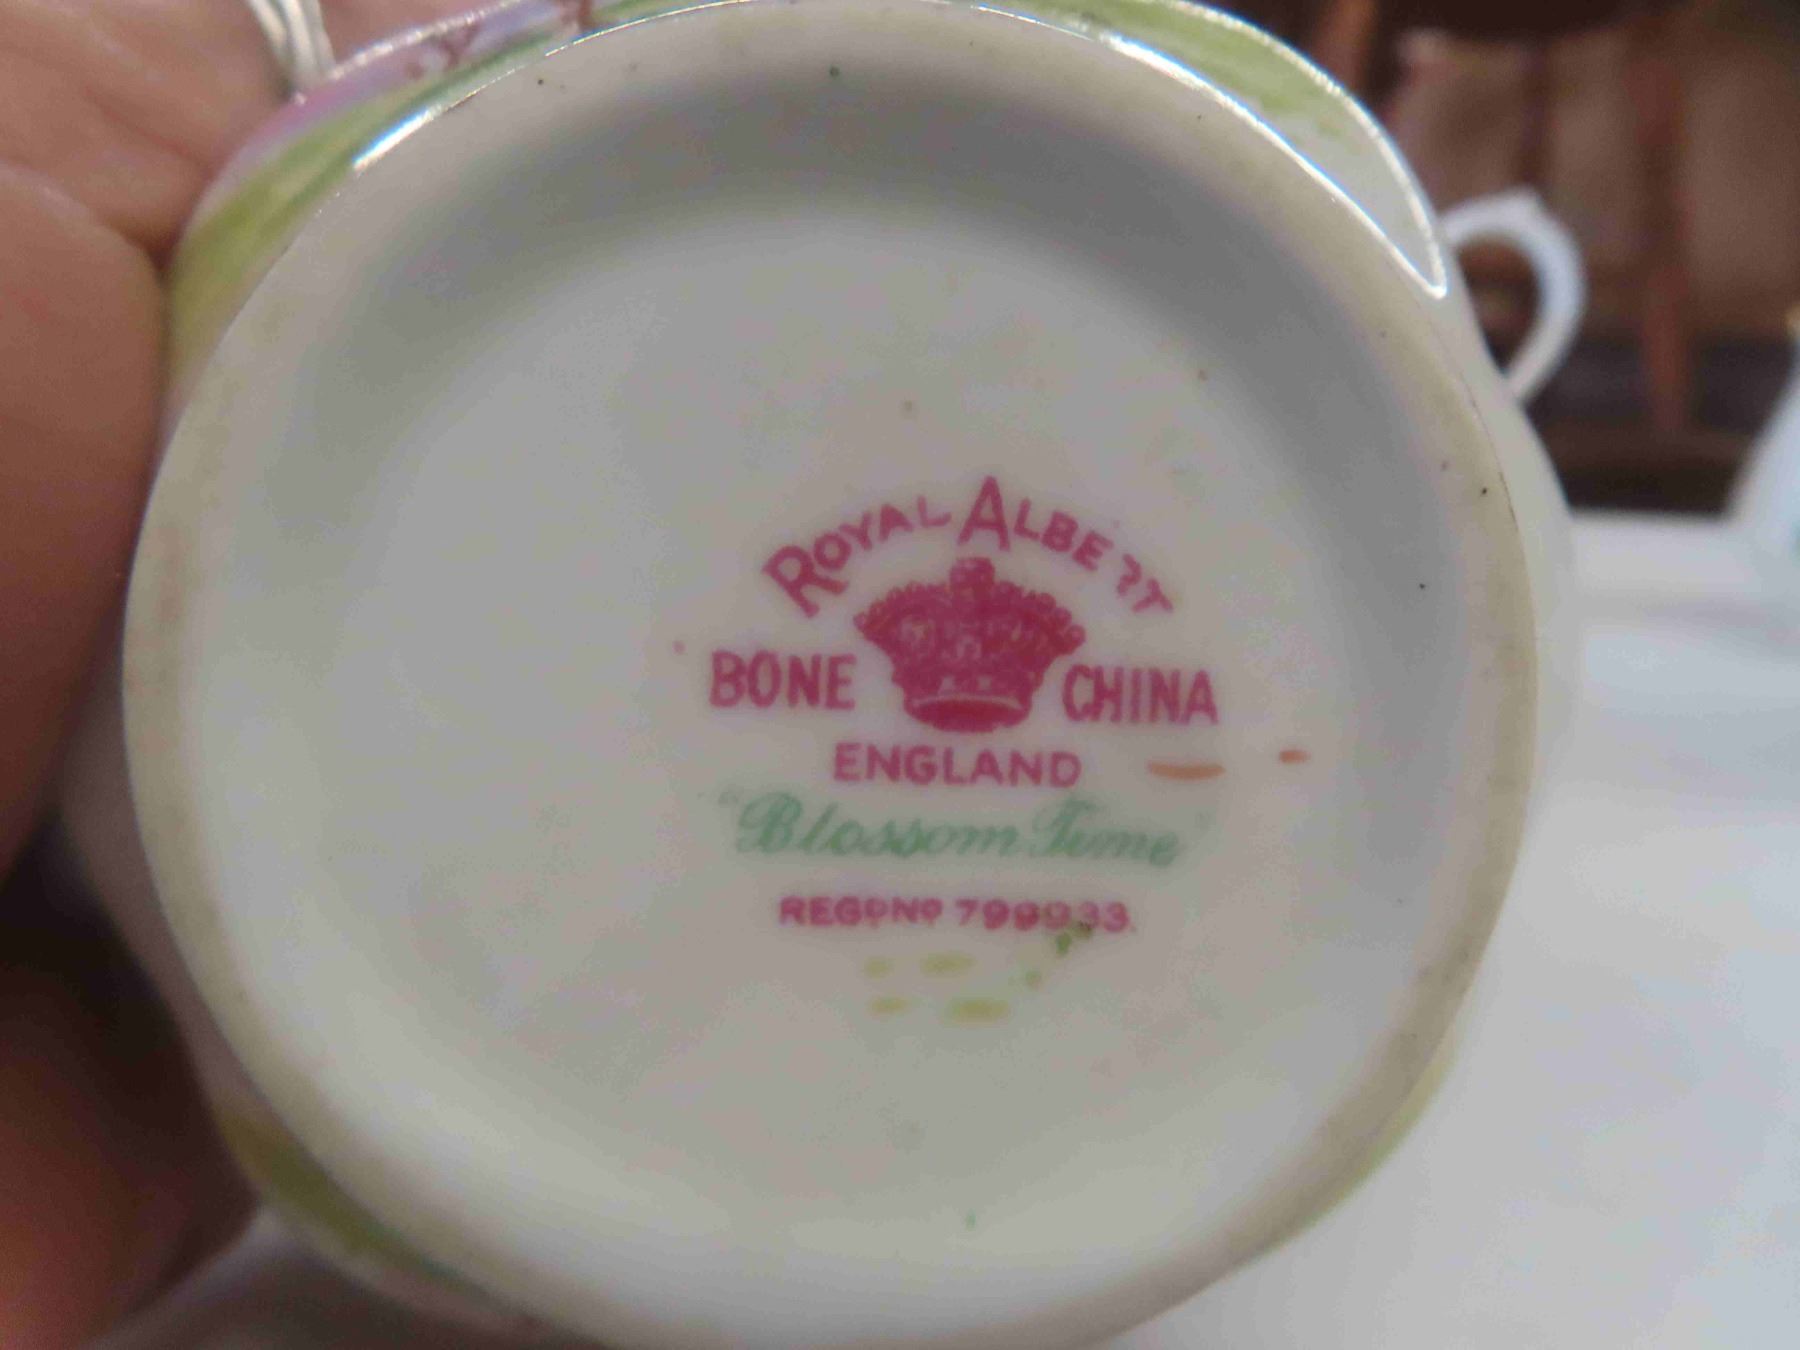 ROYAL ALBERT
BONE CHINA
ENGLAND
"Blossom Time"
REGD No 799933.